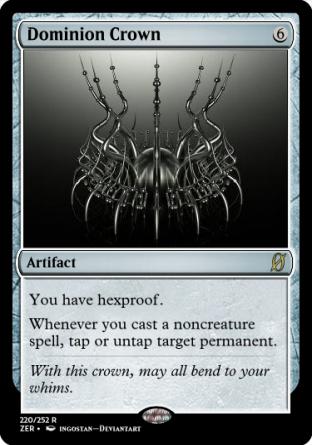 Dominion Crown 6
Artifact
You have hexproof.
Whenever you cast a noncreature
spell, tap or untap target permanent.
With this crown, may all bend to your
whims.
220/252 R
ZER • Ingostan—Deviantart